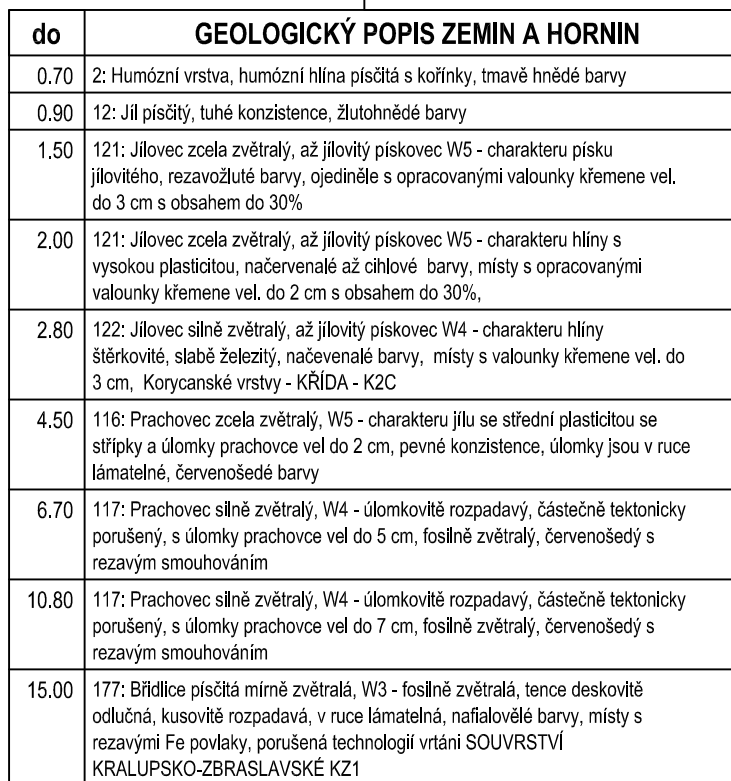 do GEOLOGICKÝ POPIS ZEMIN A HORNIN
0.70 2: Humózní vrstva, humózní hlína písčitá s kořínky, tmavě hnědé barvy
0.90 12: Jíl písčitý, tuhé konzistence, žlutohnědé barvy
1.50 121: Jílovec zcela zvětralý, až jílovitý pískovec W5 - charakteru písku
jílovitého, rezavožluté barvy, ojediněle s opracovanými valounky křemene vel.
do 3 cm s obsahem do 30%
2.00 121: Jílovec zcela zvětralý, až jílovitý pískovec W5 - charakteru hlíny s
vysokou plasticitou, načervenalé až cihlové barvy, místy s opracovanými
valounky křemene vel. do 2 cm s obsahem do 30%,
2.80 122: Jílovec silně zvětralý, až jílovitý pískovec W4 - charakteru hlíny
štěrkovité, slabě železitý, načevenalé barvy, místy s valounky křemene vel. do
3 cm, Korycanské vrstvy - KŘÍDA - K2C
4.50 116: Prachovec zcela zvětralý, W5 - charakteru jílu se střední plasticitou se
střípky a úlomky prachovce vel do 2 cm, pevné konzistence, úlomky jsou v ruce
lámatelné, červenošedé barvy
6.70 117: Prachovec silně zvětralý, W4 - úlomkovitě rozpadavý, částečně tektonicky
porušený, s úlomky prachovce vel do 5 cm, fosilně zvětralý, červenošedý s
rezavým smouhováním
10.80 117: Prachovec silně zvětralý, W4 - úlomkovitě rozpadavý, částečně tektonicky
porušený, s úlomky prachovce vel do 7 cm, fosilně zvětralý, červenošedý s
rezavým smouhováním
15.00 177: Břidlice písčitá mírně zvětralá, W3 - fosilně zvětralá, tence deskovitě
odlučná, kusovitě rozpadavá, v ruce lámatelná, nafialovělé barvy, místy s
rezavými Fe povlaky, porušená technologií vrtáni SOUVRSTVÍ
KRALUPSKO-ZBRASLAVSKÉ KZ1